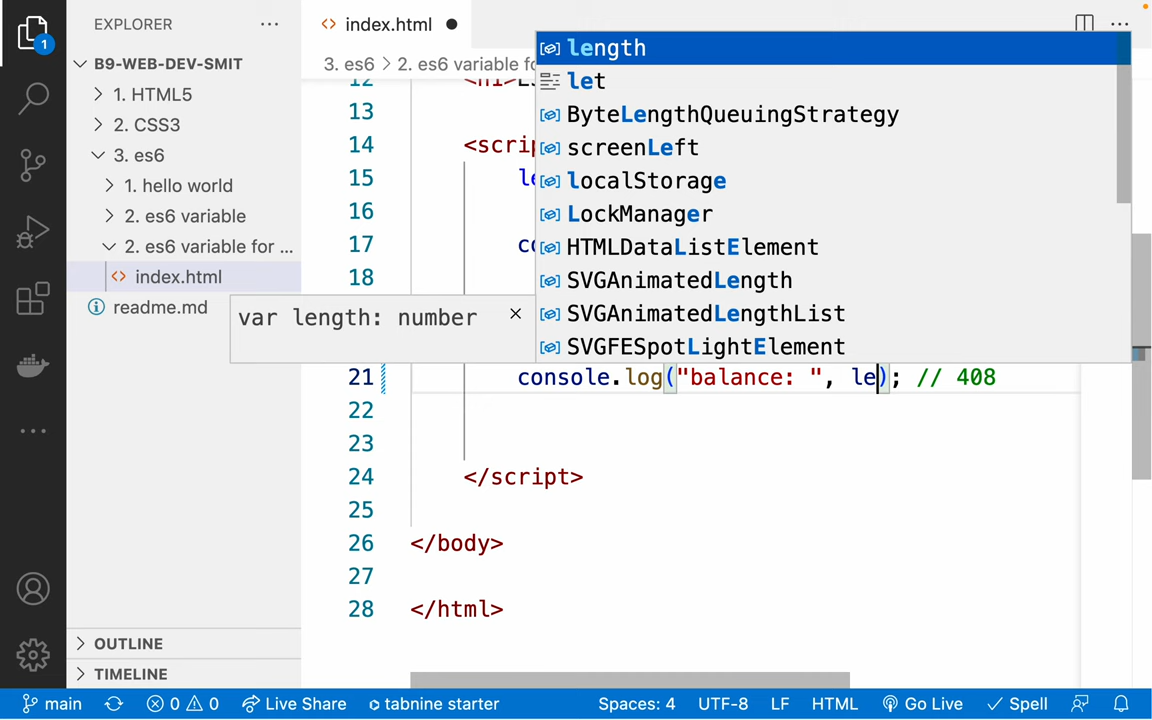 EXPLORER
1
B9-WEB-DEV-SMIT
1. HTML5
2. CSS3
3. es6
1. hello world
2. es6 variable
2. es6 variable for ...
<> index.html
readme.md
OUTLINE
TIMELINE
<> index.html
3. es6 > 2. es6 variable fo
12
13
14 <scrip
15 le
16
17 co
18
21 console.log("balance: ", le); // 408
22
23
24 </script>
25
26 </body>
27
28 </html>
var length: number
length
let
ByteLengthQueuingStrategy
screenLeft
localStorage
LockManager
HTMLDataListElement
SVGAnimatedLength
SVGAnimatedLengthList
SVGFESpotLightElement
main 0 0 Live Share tabnine starter Spaces: 4 UTF-8 LF HTML Go Live Spell